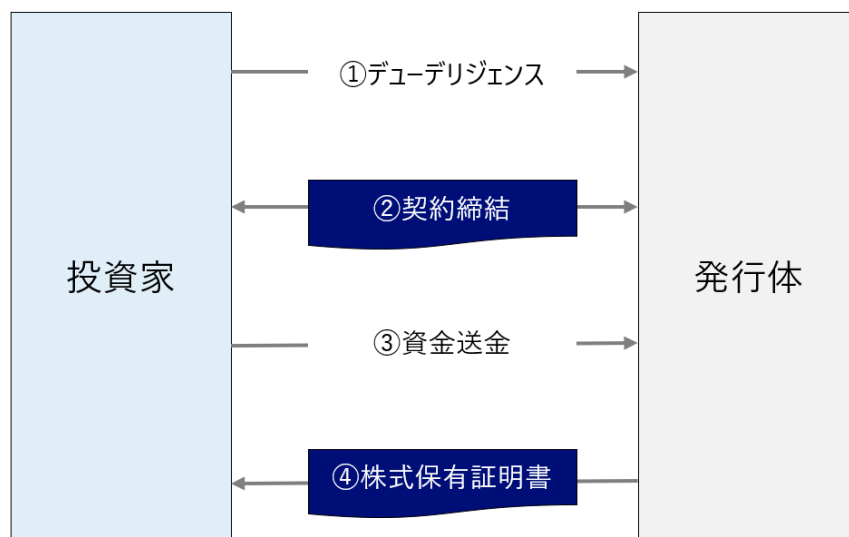 ①デューデリジェンス
②契約締結
投資家
発行体
③資金送金
④株式保有証明書